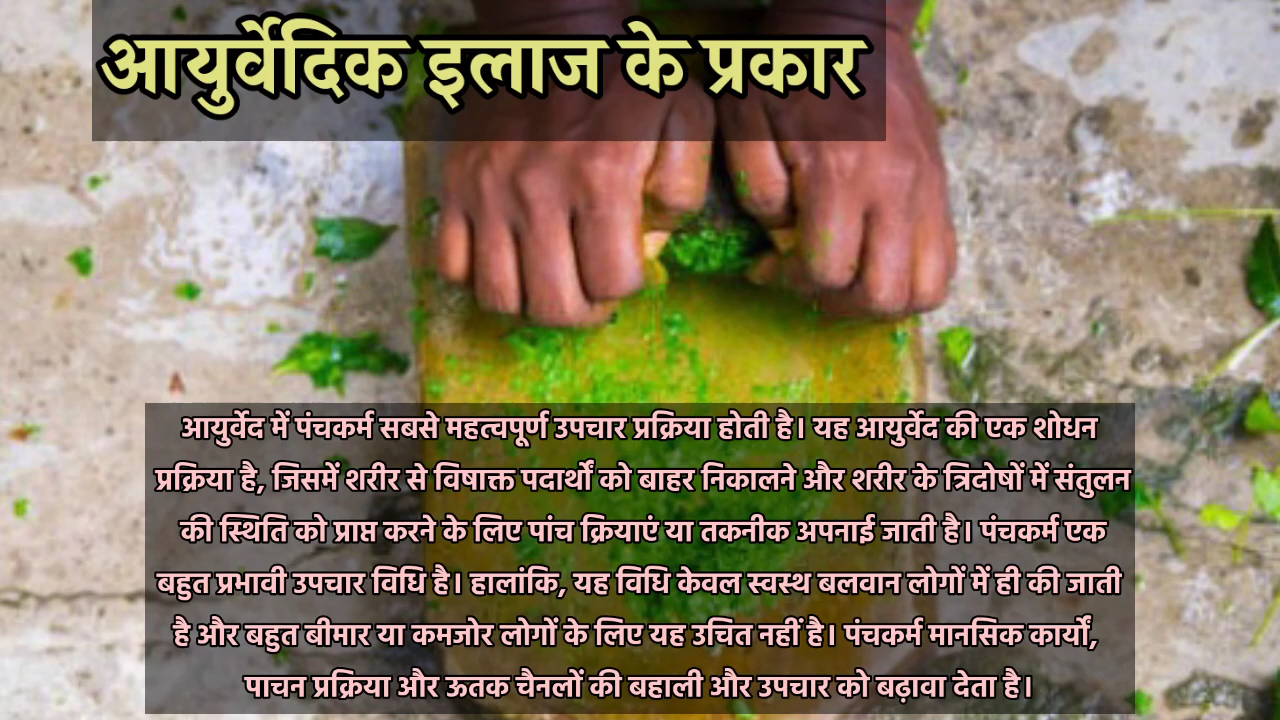 आयुर्वेदिक इलाज के प्रकार
आयुर्वेद में पंचकर्म सबसे महत्वपूर्ण उपचार प्रक्रिया होती है। यह आयुर्वेद की एक शोधन
प्रक्रिया है, जिसमें शरीर से विषाक्त पदार्थों को बाहर निकालने और शरीर के त्रिदोषों में संतुलन
की स्थिति को प्राप्त करने के लिए पांच क्रियाएं या तकनीक अपनाई जाती है। पंचकर्म एक
बहुत प्रभावी उपचार विधि है। हालांकि, यह विधि केवल स्वस्थ बलवान लोगों में ही की जाती
है और बहुत बीमार या कमजोर लोगों के लिए यह उचित नहीं है। पंचकर्म मानसिक कार्यों,
पाचन प्रक्रिया और ऊतक चैनलों की बहाली और उपचार को बढ़ावा देता है।